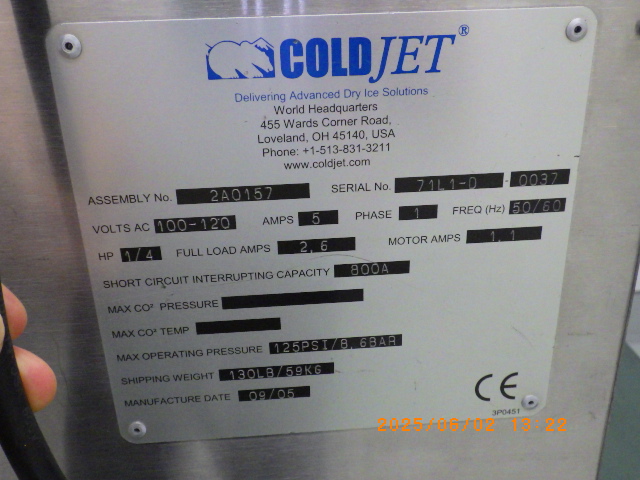 COLDJET®
Delivering Advanced Dry Ice Solutions
World Headquarters
455 Wards Corner Road,
Loveland, OH 45140, USA
Phone: +1-513-831-3211
www.coldjet.com
ASSEMBLY No. 2A0157 SERIAL No. 71L1-D - 0037
VOLTS AC 100-120 AMPS 5 PHASE 1 FREQ (Hz) 50/60
HP 1/4 FULL LOAD AMPS 2.6 MOTOR AMPS 1.1
SHORT CIRCUIT INTERRUPTING CAPACITY 800A
MAX CO² PRESSURE
MAX CO² TEMP
MAX OPERATING PRESSURE 125PSI/8.6BAR
SHIPPING WEIGHT 130LB/59KG
MANUFACTURE DATE 09/05
CE
3P0451
2025/06/02 13:22